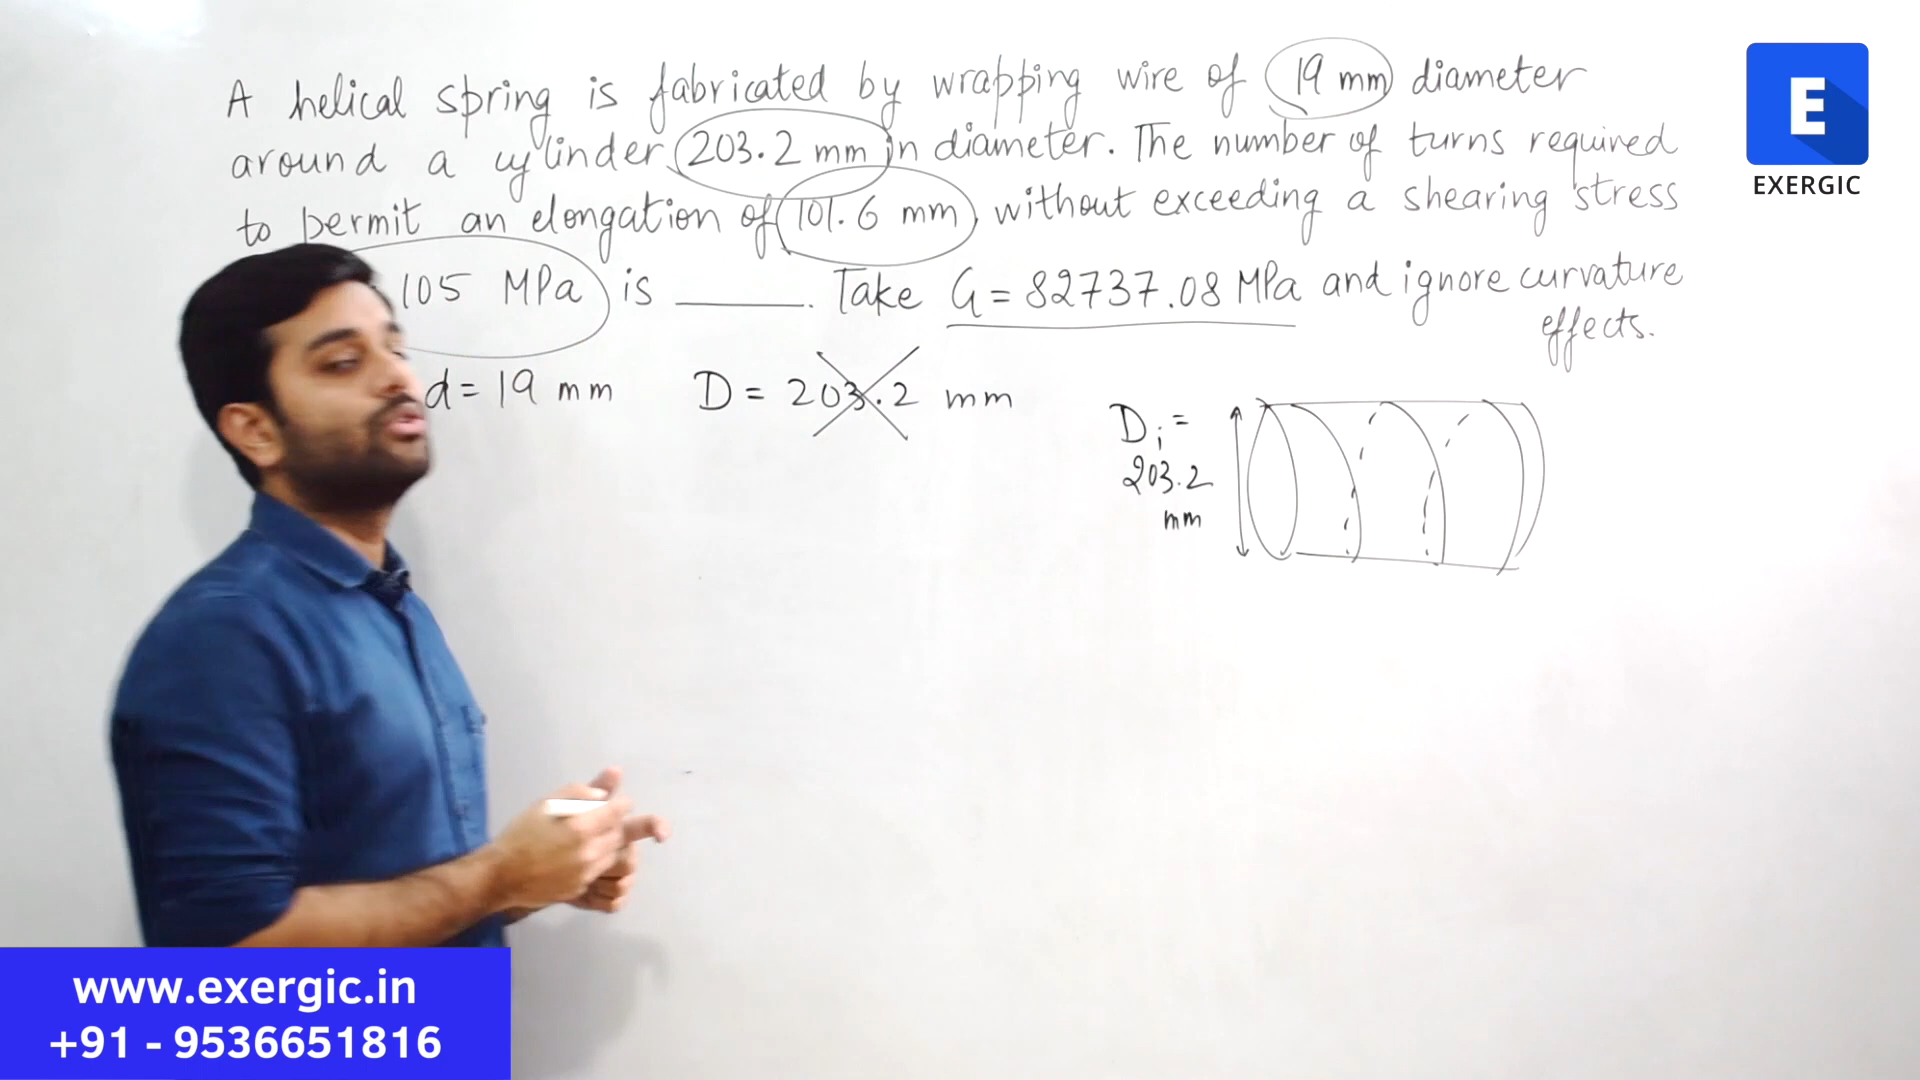 A helical spring is fabricated by wrapping wire of 19 mm diameter
around a cylinder 203.2 mm in diameter. The number of turns required
to permit an elongation of 101.6 mm, without exceeding a shearing stress
105 MPa is ______. Take G = 82737.08 MPa and ignore curvature
effects.
d = 19 mm D = 203.2 mm
Di =
203.2
mm
E
EXERGIC
www.exergic.in
+91 - 9536651816